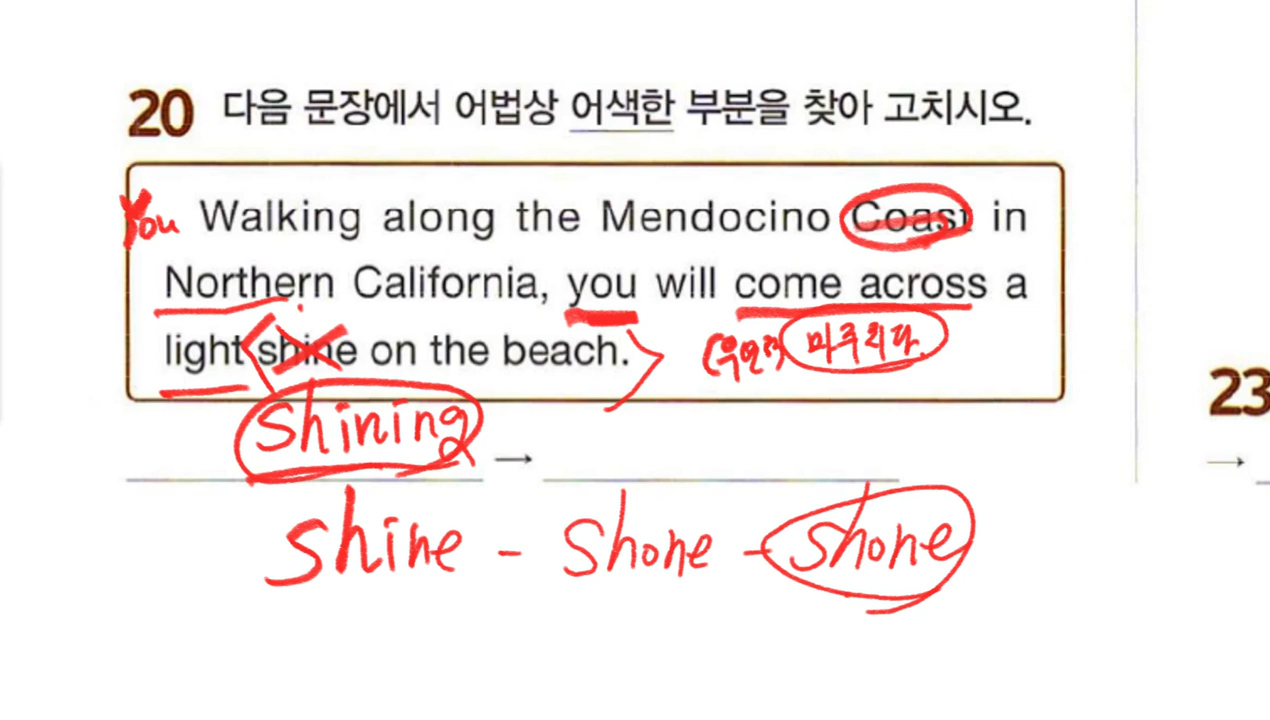 20 다음 문장에서 어법상 어색한 부분을 찾아 고치시오.
You Walking along the Mendocino Coast in
Northern California, you will come across a
light shine on the beach. (우연히) 마주치다.
shining
→
shine - shone - shone
23
→